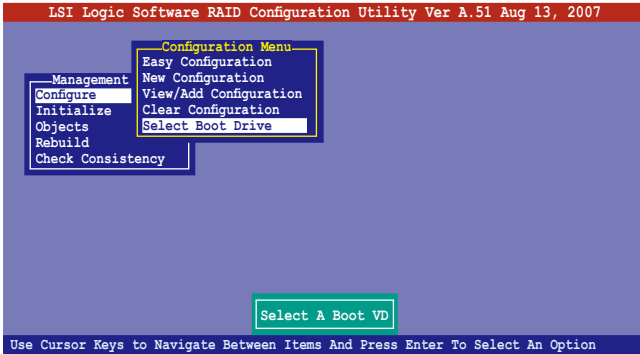 LSI Logic Software RAID Configuration Utility Ver A.51 Aug 13, 2007
Configuration Menu
Easy Configuration
New Configuration
View/Add Configuration
Clear Configuration
Select Boot Drive
Management
Configure
Initialize
Objects
Rebuild
Check Consistency
Select A Boot VD
Use Cursor Keys to Navigate Between Items And Press Enter To Select An Option